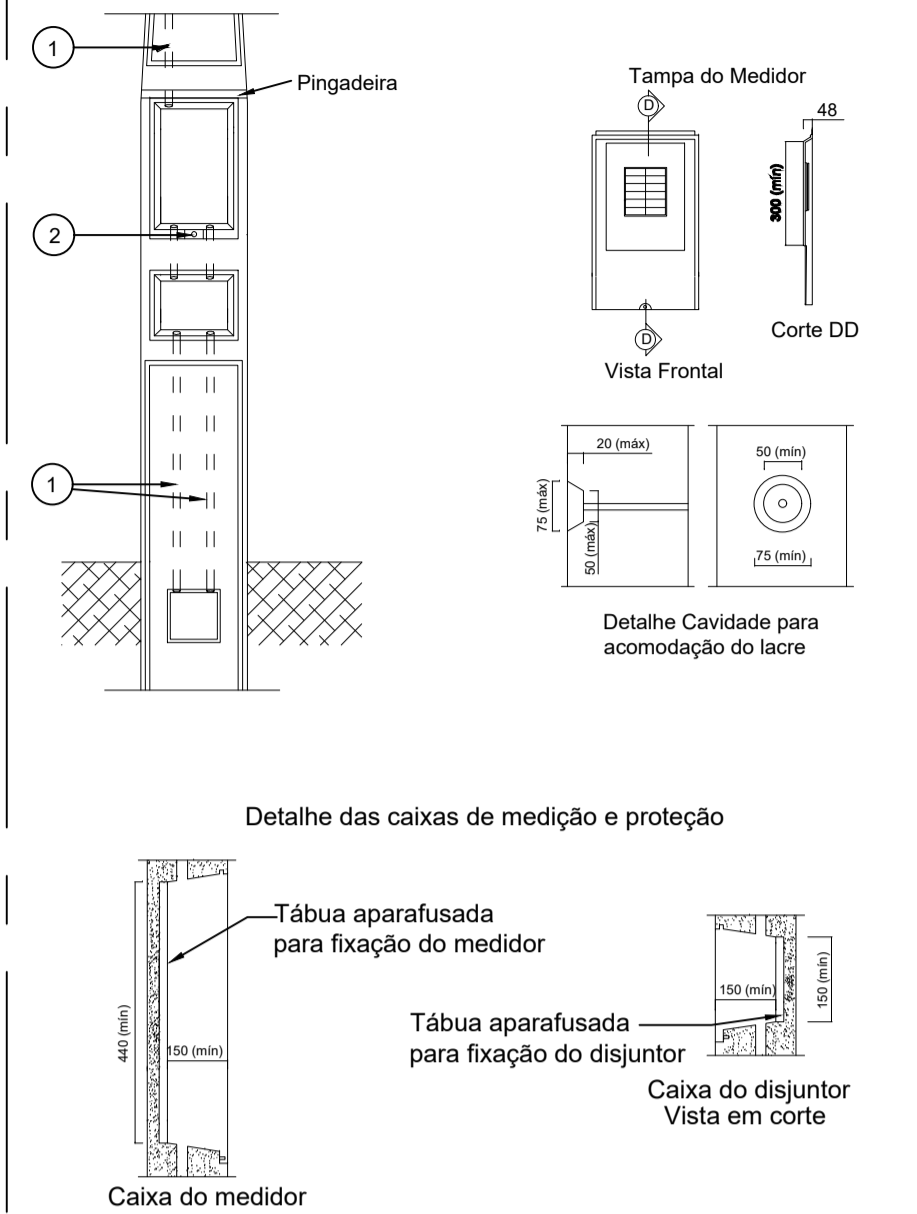 1
Pingadeira
2
1
Tampa do Medidor
D
48
300 (mín)
D
Corte DD
Vista Frontal
20 (máx)
75 (máx)
50 (máx)
50 (mín)
75 (mín)
Detalhe Cavidade para
acomodação do lacre
Detalhe das caixas de medição e proteção
Tábua aparafusada
para fixação do medidor
440 (mín)
150 (mín)
Caixa do medidor
150 (mín)
150 (mín)
Tábua aparafusada
para fixação do disjuntor
Caixa do disjuntor
Vista em corte